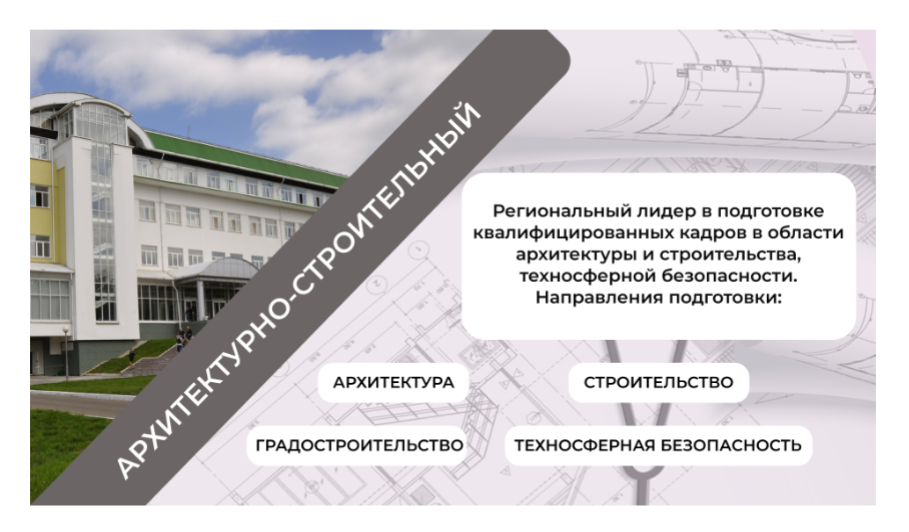 АРХИТЕКТУРНО-СТРОИТЕЛЬНЫЙ
Региональный лидер в подготовке
квалифицированных кадров в области
архитектуры и строительства,
техносферной безопасности.
Направления подготовки:
АРХИТЕКТУРА
СТРОИТЕЛЬСТВО
ГРАДОСТРОИТЕЛЬСТВО
ТЕХНОСФЕРНАЯ БЕЗОПАСНОСТЬ